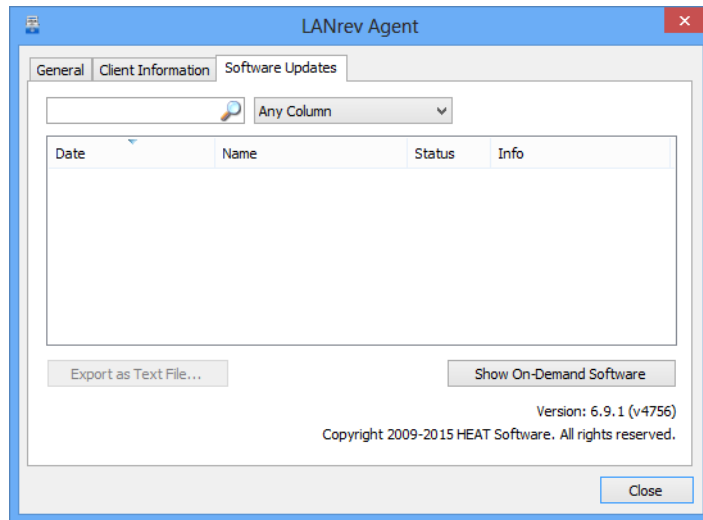 LANrev Agent
General Client Information Software Updates
Any Column
Date Name Status Info
Export as Text File... Show On-Demand Software
Version: 6.9.1 (v4756)
Copyright 2009-2015 HEAT Software. All rights reserved.
Close